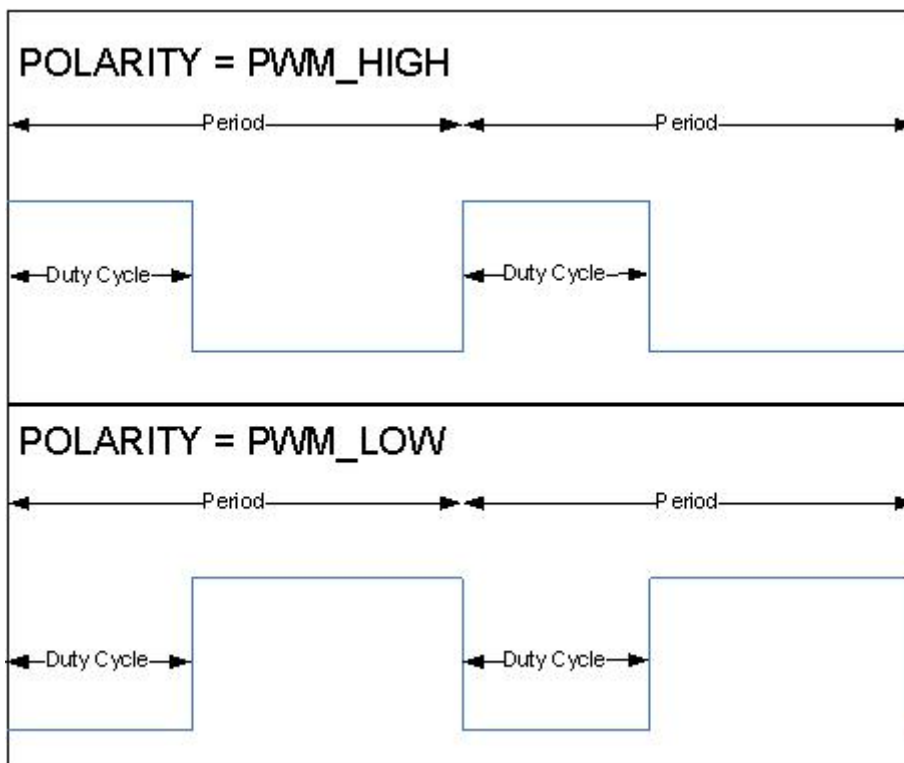 POLARITY = PWM_HIGH
Period Period
Duty Cycle Duty Cycle
POLARITY = PWM_LOW
Period Period
Duty Cycle Duty Cycle